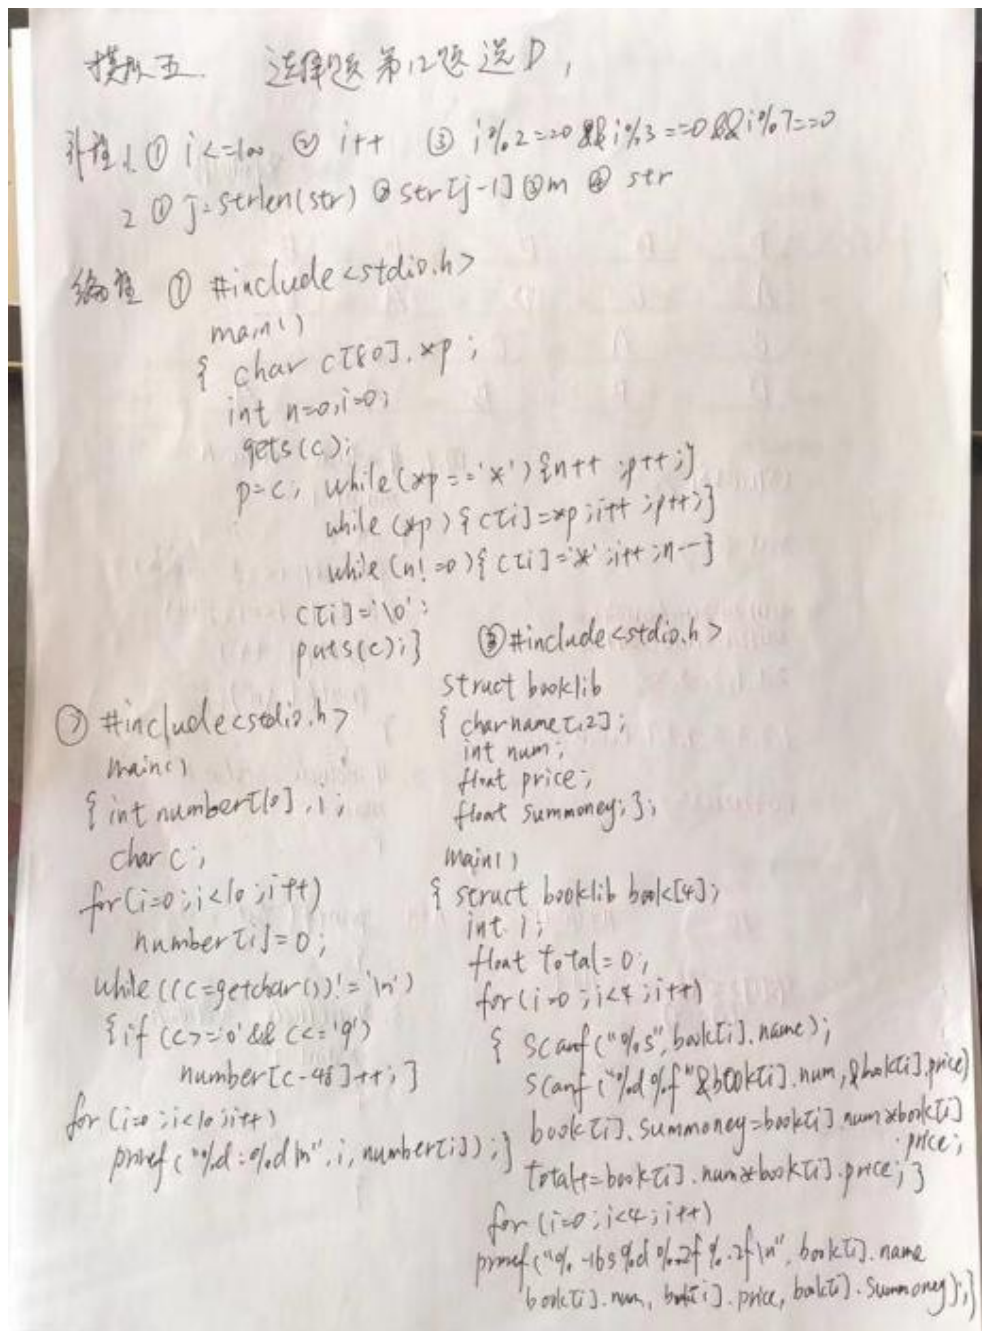 模拟五. 选择题第12题选D,
补程 1. ① i<=100 ② i++ ③ i%2==0&&i%3==0&&i%7==0
2 ① j=strlen(str) ② str[j-1] ③ m ④ str
编程 ① #include<stdio.h>
main()
{ char c[80],*p;
int n=0,i=0;
gets(c);
p=c; while(*p=='*'){n++;p++;}
while(*p){c[i]=*p;i++;p++;}
while(n!=0){c[i]='*';i++;n--}
c[i]='\0';
puts(c);}
② #include<stdio.h>
main()
{ int number[10],i;
char c;
for(i=0;i<10;i++)
number[i]=0;
while((c=getchar())!='\n')
{if(c>='0'&&c<='9')
number[c-48]++;}
for(i=0;i<10;i++)
printf("%d:%d\n",i,number[i]);}
③ #include<stdio.h>
struct booklib
{ char name[12];
int num;
float price;
float summoney;};
main()
{ struct booklib book[4];
int i;
float total=0;
for(i=0;i<4;i++)
{ scanf("%s",book[i].name);
scanf("%d%f"&book[i].num,&book[i].price)
book[i].summoney=book[i].num*book[i]
.price;
total+=book[i].num*book[i].price;}
for(i=0;i<4;i++)
printf("%-16s%d%.2f%.2f\n",book[i].name
book[i].num,book[i].price,book[i].summoney);}